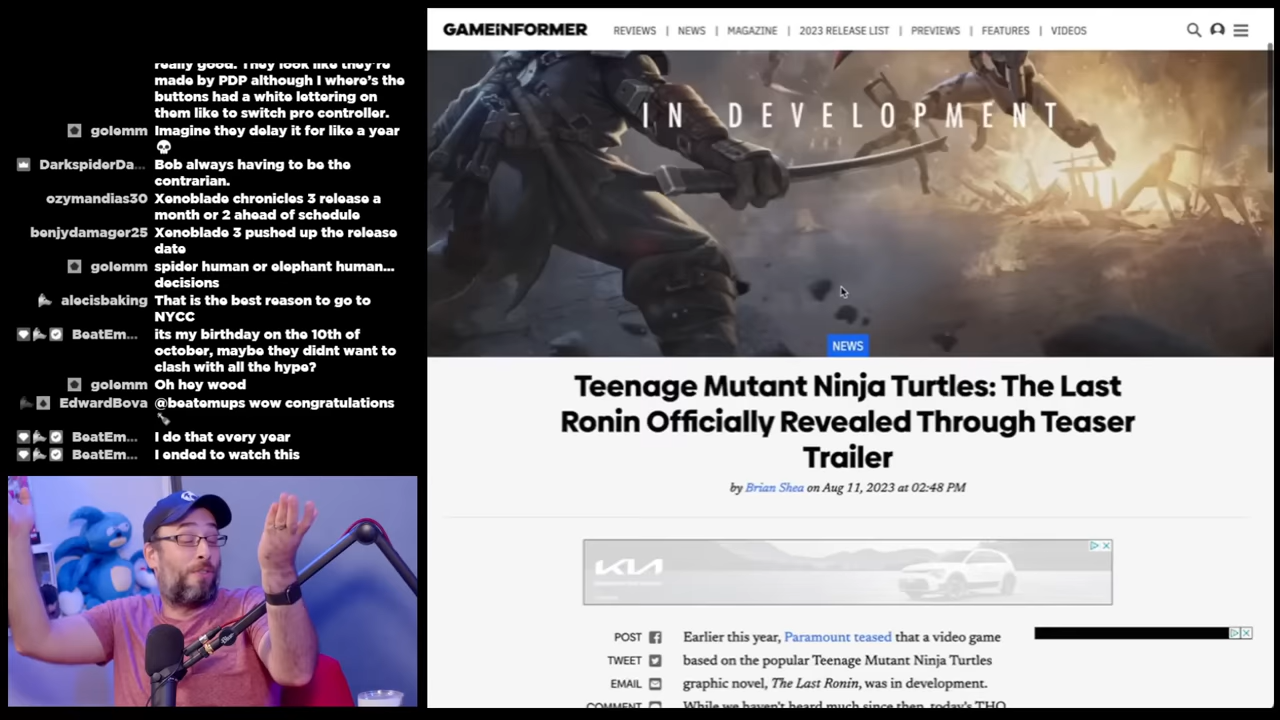 really good. They look like they're
made by PDP although I where's the
buttons had a white lettering on
them like to switch pro controller.
golemm Imagine they delay it for like a year
DarkspiderDa... Bob always having to be the
contrarian.
ozymandias30 Xenoblade chronicles 3 release a
month or 2 ahead of schedule
benjydamager25 Xenoblade 3 pushed up the release
date
golemm spider human or elephant human...
decisions
alecisbaking That is the best reason to go to
NYCC
BeatEm... its my birthday on the 10th of
october, maybe they didnt want to
clash with all the hype?
golemm Oh hey wood
EdwardBova @beatemups wow congratulations
BeatEm... I do that every year
BeatEm... I ended to watch this
GAMEiNFORMER
REVIEWS | NEWS | MAGAZINE | 2023 RELEASE LIST | PREVIEWS | FEATURES | VIDEOS
IN DEVELOPMENT
NEWS
Teenage Mutant Ninja Turtles: The Last
Ronin Officially Revealed Through Teaser
Trailer
by Brian Shea on Aug 11, 2023 at 02:48 PM
KIA
POST
TWEET
EMAIL
COMMENT
Earlier this year, Paramount teased that a video game
based on the popular Teenage Mutant Ninja Turtles
graphic novel, The Last Ronin, was in development.
While we haven't heard much since then, today's THQ